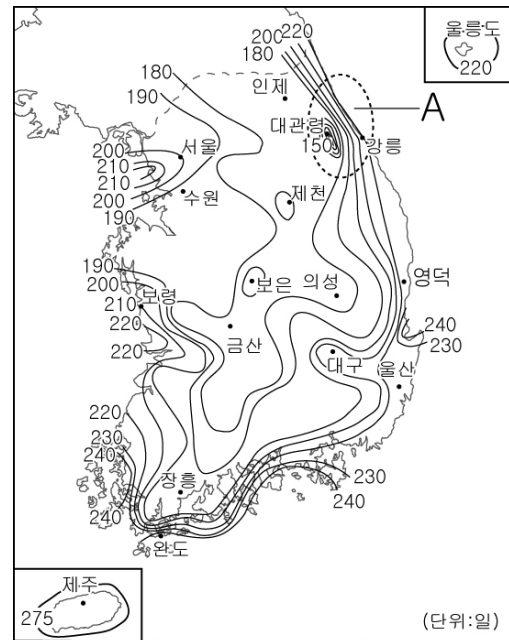 울릉도
220
220
200
180
180
190
인제
A
대관령
150
강릉
200
210
210
200
190
서울
수원
제천
190
200
210
보령
220
220
보은
의성
영덕
240
230
금산
대구
울산
220
230
240
240
장흥
완도
230
240
제주
275
(단위:일)